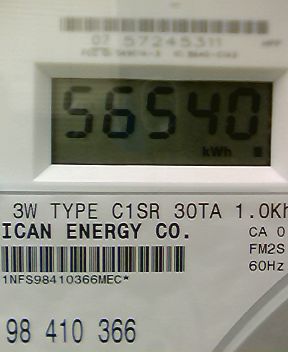 07 57245311
56540
kWh
3W TYPE C1SR 30TA 1.0Kh
ICAN ENERGY CO.
CA 0
FM2S
60Hz
1NFS98410366MEC*
98 410 366